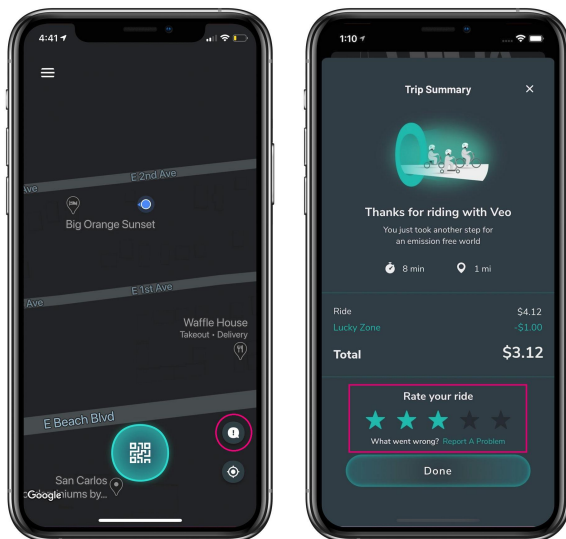 4:41
E 2nd Ave
Ave
Big Orange Sunset
E 1st Ave
Ave
Waffle House
Takeout • Delivery
E Beach Blvd
San Carlos
Google
iums by...
1:10
Trip Summary
Thanks for riding with Veo
You just took another step for
an emission free world
8 min 1 mi
Ride $4.12
Lucky Zone -$1.00
Total $3.12
Rate your ride
What went wrong? Report A Problem
Done